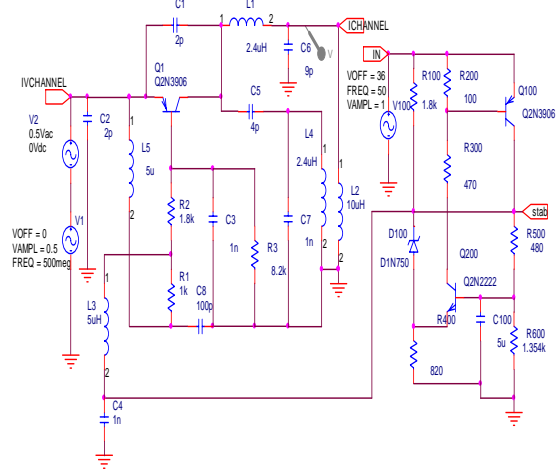 C1
2p
1
L1
2
2.4uH
ICHANNEL
C6
9p
V
IN
VOFF = 36
FREQ = 50
VAMPL = 1
V100
R100
1.8k
R200
100
Q100
Q2N3906
IVCHANNEL
Q1
Q2N3906
V2
0.5Vac
0Vdc
C2
2p
1
L5
5u
2
C5
4p
L4
2.4uH
1
2
1
L2
10uH
2
R300
470
V1
VOFF = 0
VAMPL = 0.5
FREQ = 500meg
R2
1.8k
C3
1n
R3
8.2k
C7
1n
stab
D100
D1N750
R500
480
Q200
Q2N2222
1
L3
5uH
2
R1
1k
C8
100p
R400
820
C100
5u
R600
1.354k
C4
1n